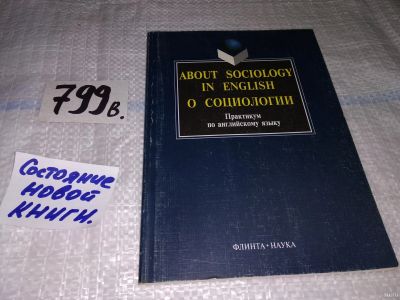 799в.
Состояние
новой
книги.
ABOUT SOCIOLOGY
IN ENGLISH
О СОЦИОЛОГИИ
Практикум
по английскому языку
ФЛИНТА · НАУКА